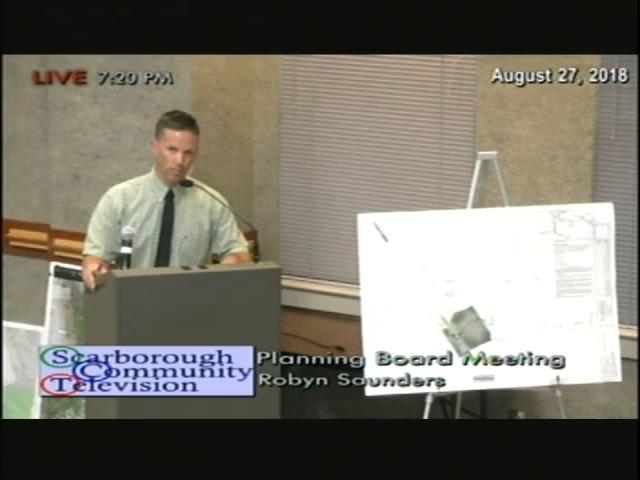 LIVE 7:20 PM
August 27, 2018
Scarborough
Community
Television
Planning Board Meeting
Robyn Saunders